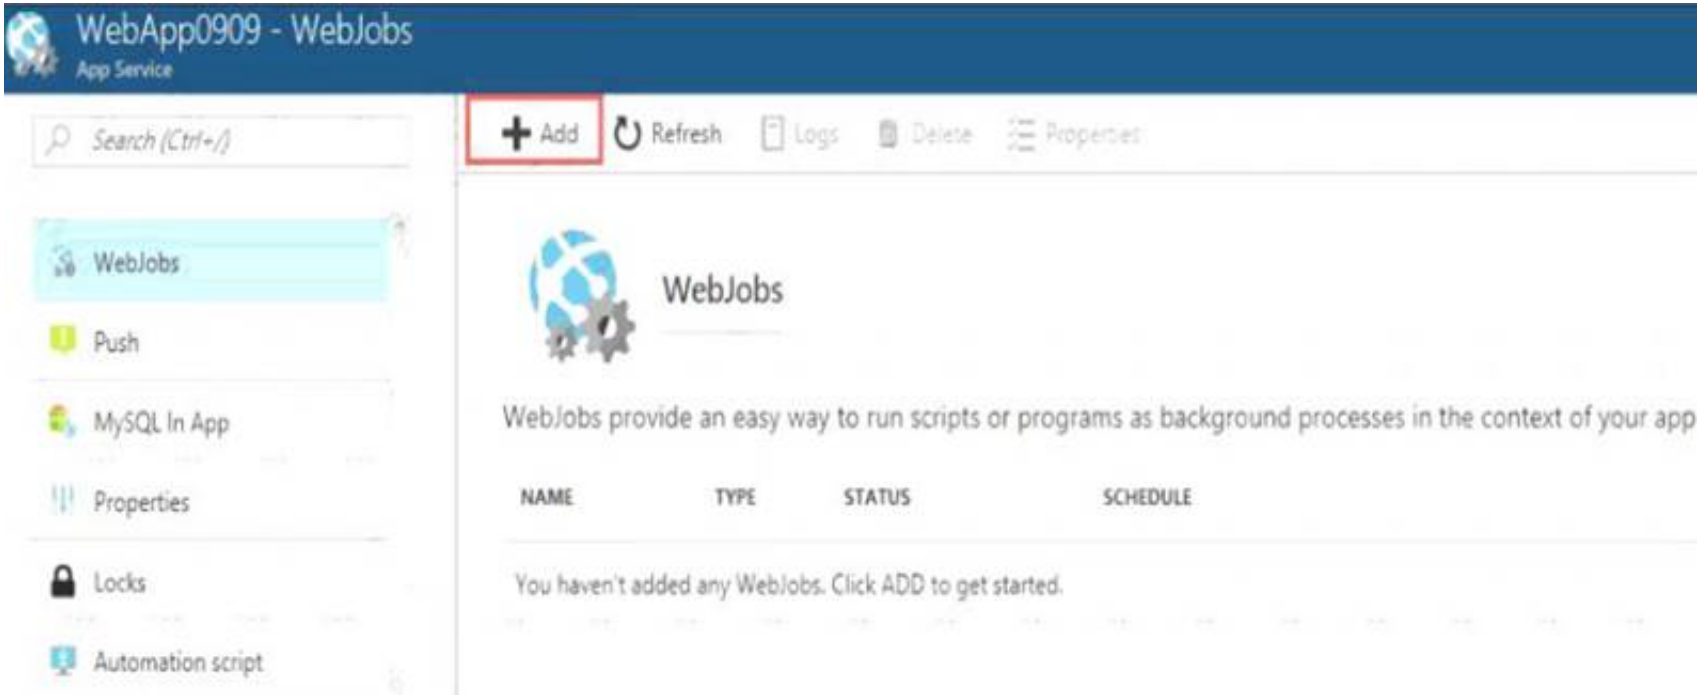 WebApp0909 - WebJobs
App Service
Search (Ctrl+/)
Add Refresh Logs Delete Properties
WebJobs
Push
MySQL In App
Properties
Locks
Automation script
WebJobs
WebJobs provide an easy way to run scripts or programs as background processes in the context of your app
NAME TYPE STATUS SCHEDULE
You haven't added any WebJobs. Click ADD to get started.